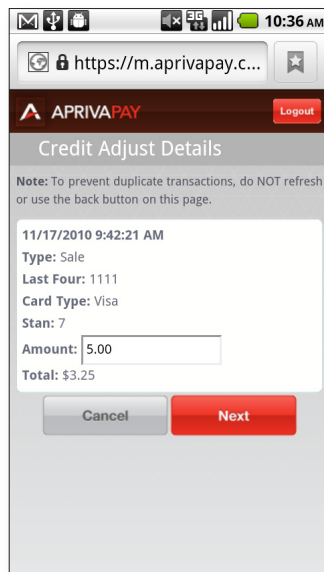 3G
10:36 AM
https://m.aprivapay.c...
APRIVAPAY
Logout
Credit Adjust Details
Note: To prevent duplicate transactions, do NOT refresh
or use the back button on this page.
11/17/2010 9:42:21 AM
Type: Sale
Last Four: 1111
Card Type: Visa
Stan: 7
Amount: 5.00
Total: $3.25
Cancel
Next